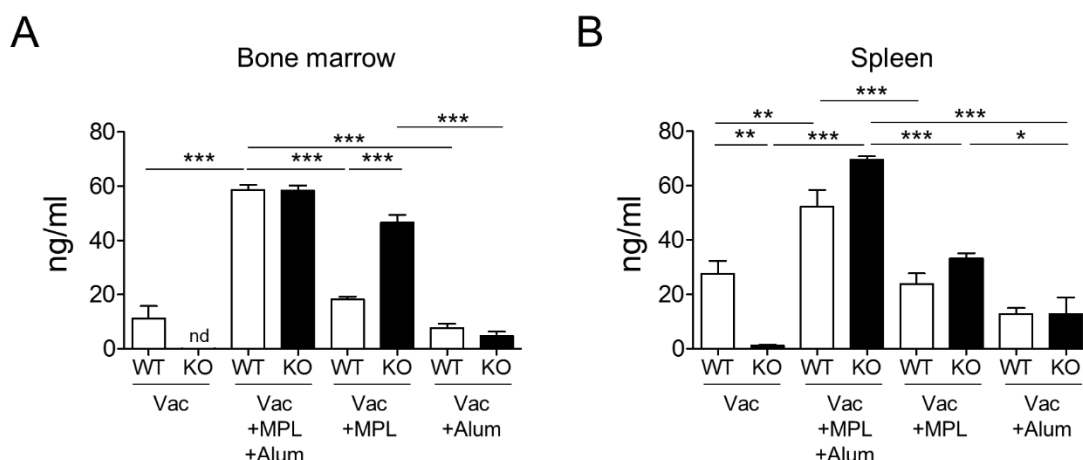 A
Bone marrow
ng/ml
80
60
40
20
0
***
***
***
***
***
nd
WT KO WT KO WT KO WT KO
Vac
Vac
+MPL
+Alum
Vac
+MPL
Vac
+Alum
B
Spleen
ng/ml
80
60
40
20
0
***
**
***
**
***
***
*
WT KO WT KO WT KO WT KO
Vac
Vac
+MPL
+Alum
Vac
+MPL
Vac
+Alum